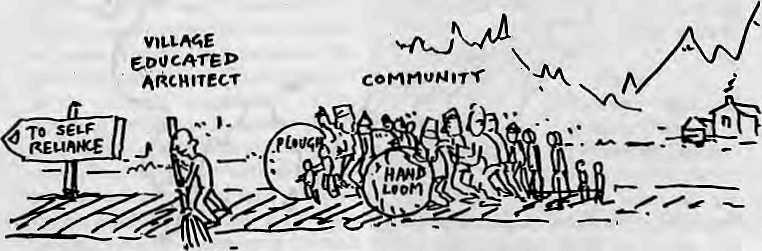 VILLAGE
EDUCATED
ARCHITECT
COMMUNITY
TO SELF
RELIANCE
PLOUGH
HAND
LOOM